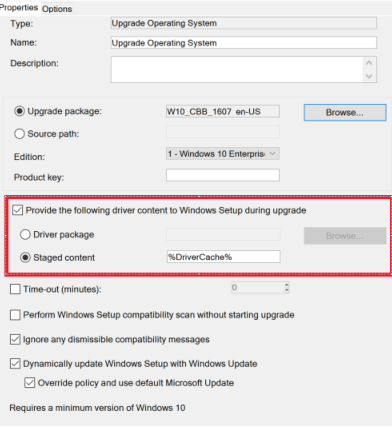 Properties Options
Type: Upgrade Operating System
Name: Upgrade Operating System
Description:
Upgrade package: W10_CBB_1607 en-US Browse...
Source path:
Edition: 1 - Windows 10 Enterpris
Product key:
Provide the following driver content to Windows Setup during upgrade
Driver package Browse...
Staged content %DriverCache%
Time-out (minutes): 0
Perform Windows Setup compatibility scan without starting upgrade
Ignore any dismissible compatibility messages
Dynamically update Windows Setup with Windows Update
Override policy and use default Microsoft Update
Requires a minimum version of Windows 10